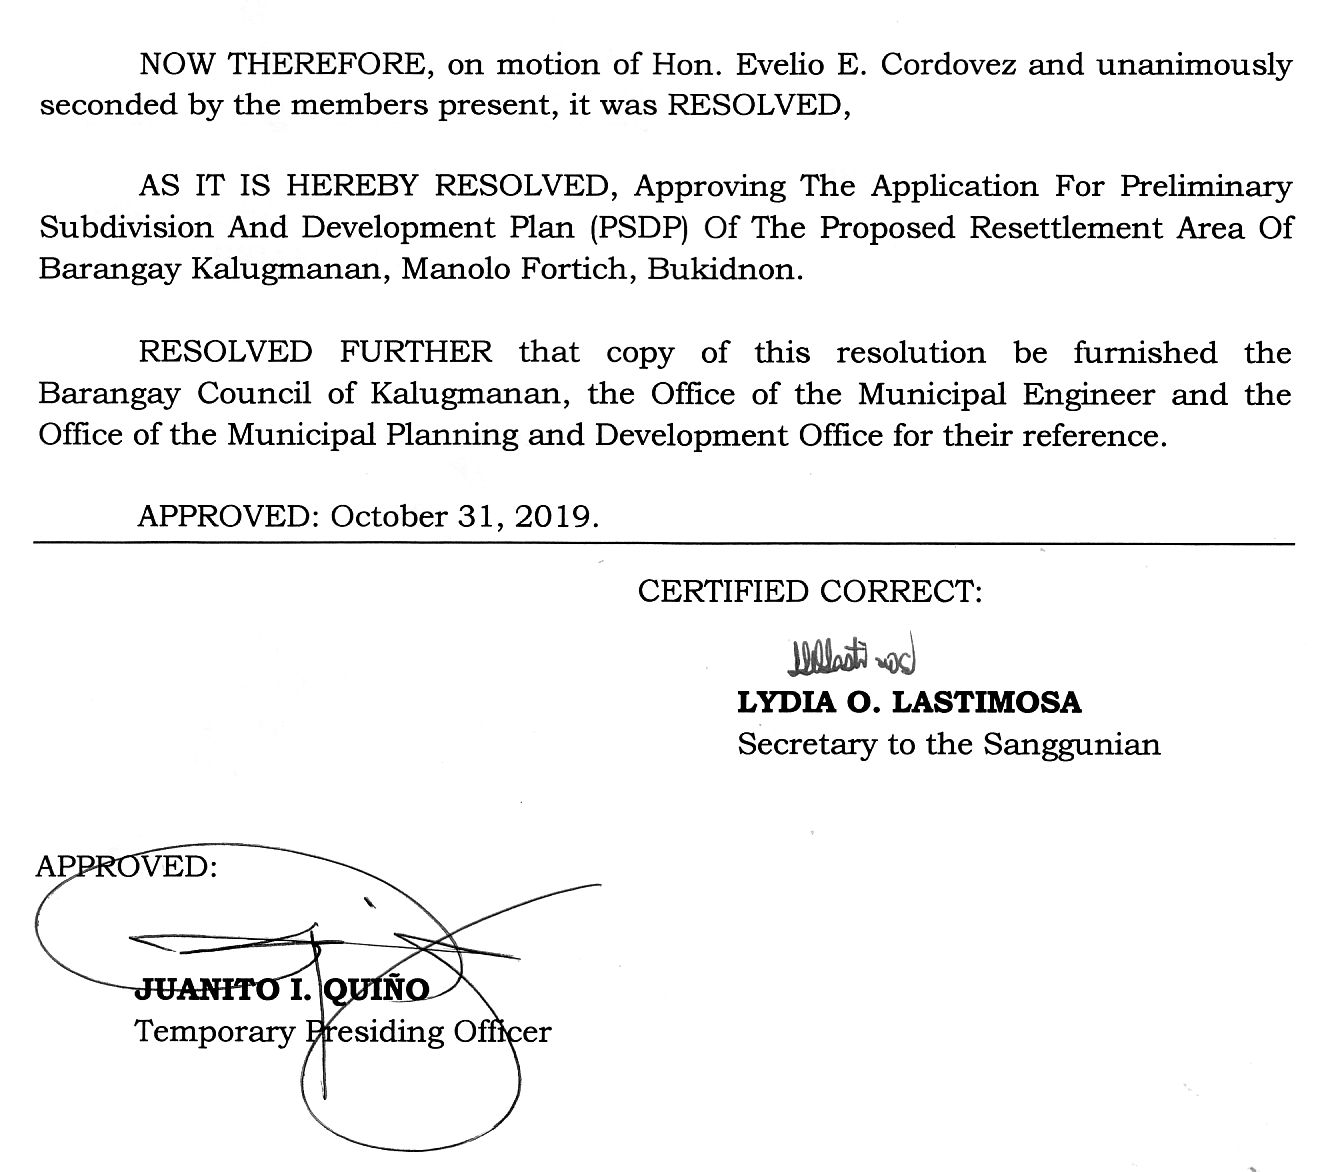 NOW THEREFORE, on motion of Hon. Evelio E. Cordovez and unanimously
seconded by the members present, it was RESOLVED,
AS IT IS HEREBY RESOLVED, Approving The Application For Preliminary
Subdivision And Development Plan (PSDP) Of The Proposed Resettlement Area Of
Barangay Kalugmanan, Manolo Fortich, Bukidnon.
RESOLVED FURTHER that copy of this resolution be furnished the
Barangay Council of Kalugmanan, the Office of the Municipal Engineer and the
Office of the Municipal Planning and Development Office for their reference.
APPROVED: October 31, 2019.
CERTIFIED CORRECT:
LYDIA O. LASTIMOSA
Secretary to the Sanggunian
APPROVED:
JUANITO I. QUIÑO
Temporary Presiding Officer